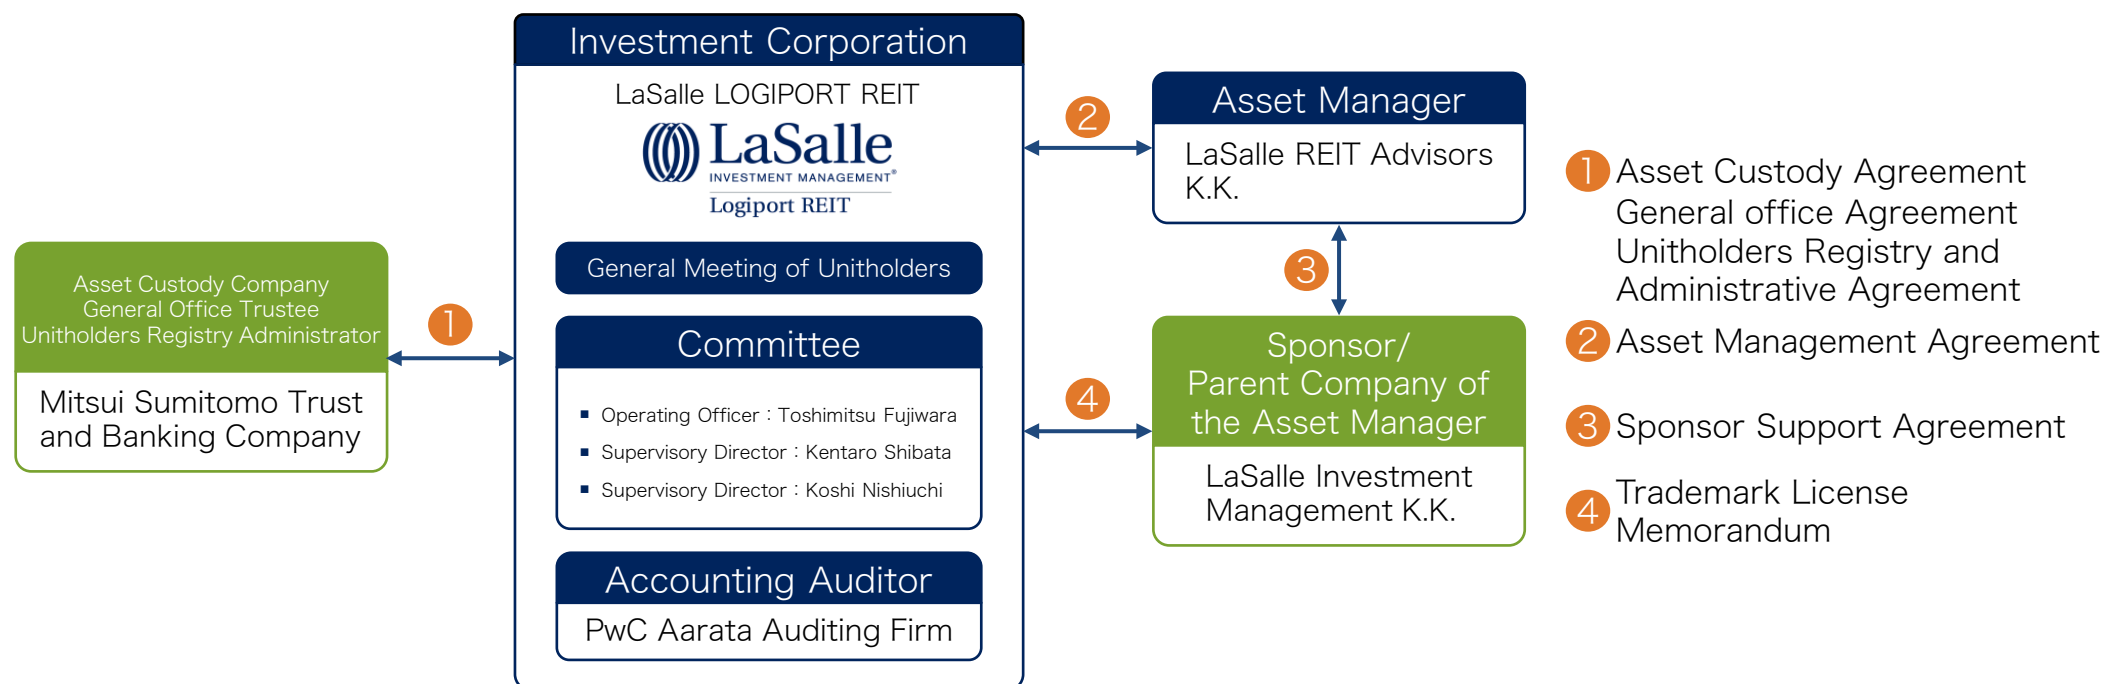 Investment Corporation
LaSalle LOGIPORT REIT
LaSalle
INVESTMENT MANAGEMENT®
Logiport REIT
General Meeting of Unitholders
Committee
▪ Operating Officer：Toshimitsu Fujiwara
▪ Supervisory Director：Kentaro Shibata
▪ Supervisory Director：Koshi Nishiuchi
Accounting Auditor
PwC Aarata Auditing Firm
Asset Custody Company
General Office Trustee
Unitholders Registry Administrator
Mitsui Sumitomo Trust
and Banking Company
1
2
3
4
Asset Manager
LaSalle REIT Advisors
K.K.
Sponsor/
Parent Company of
the Asset Manager
LaSalle Investment
Management K.K.
1 Asset Custody Agreement
General office Agreement
Unitholders Registry and
Administrative Agreement
2 Asset Management Agreement
3 Sponsor Support Agreement
4 Trademark License
Memorandum